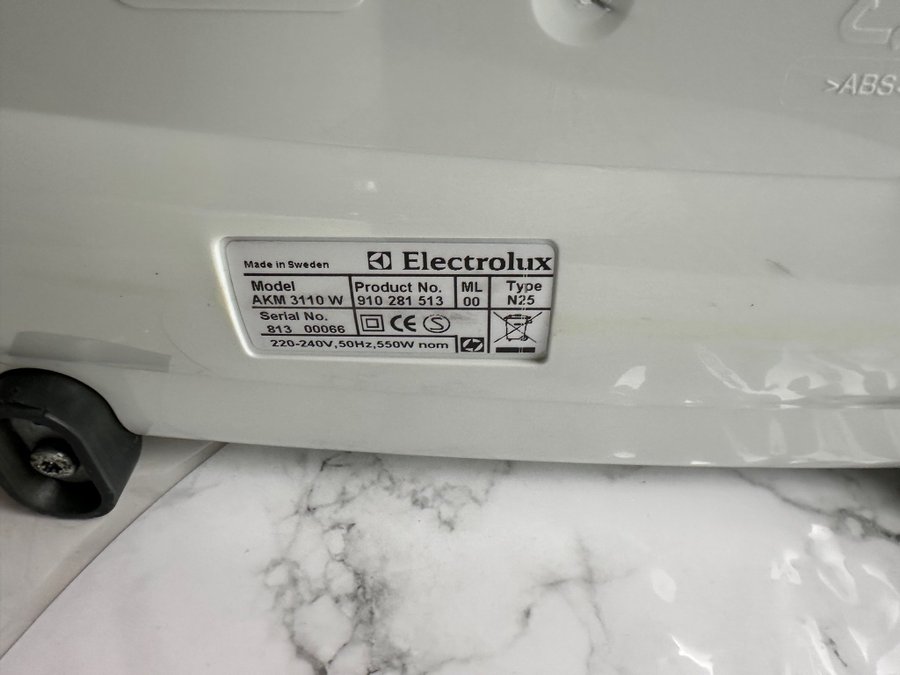 >ABS<
Made in Sweden Electrolux
Model Product No. ML Type
AKM 3110 W 910 281 513 00 N25
Serial No.
813 00066 CE S
220-240V,50Hz,550W nom